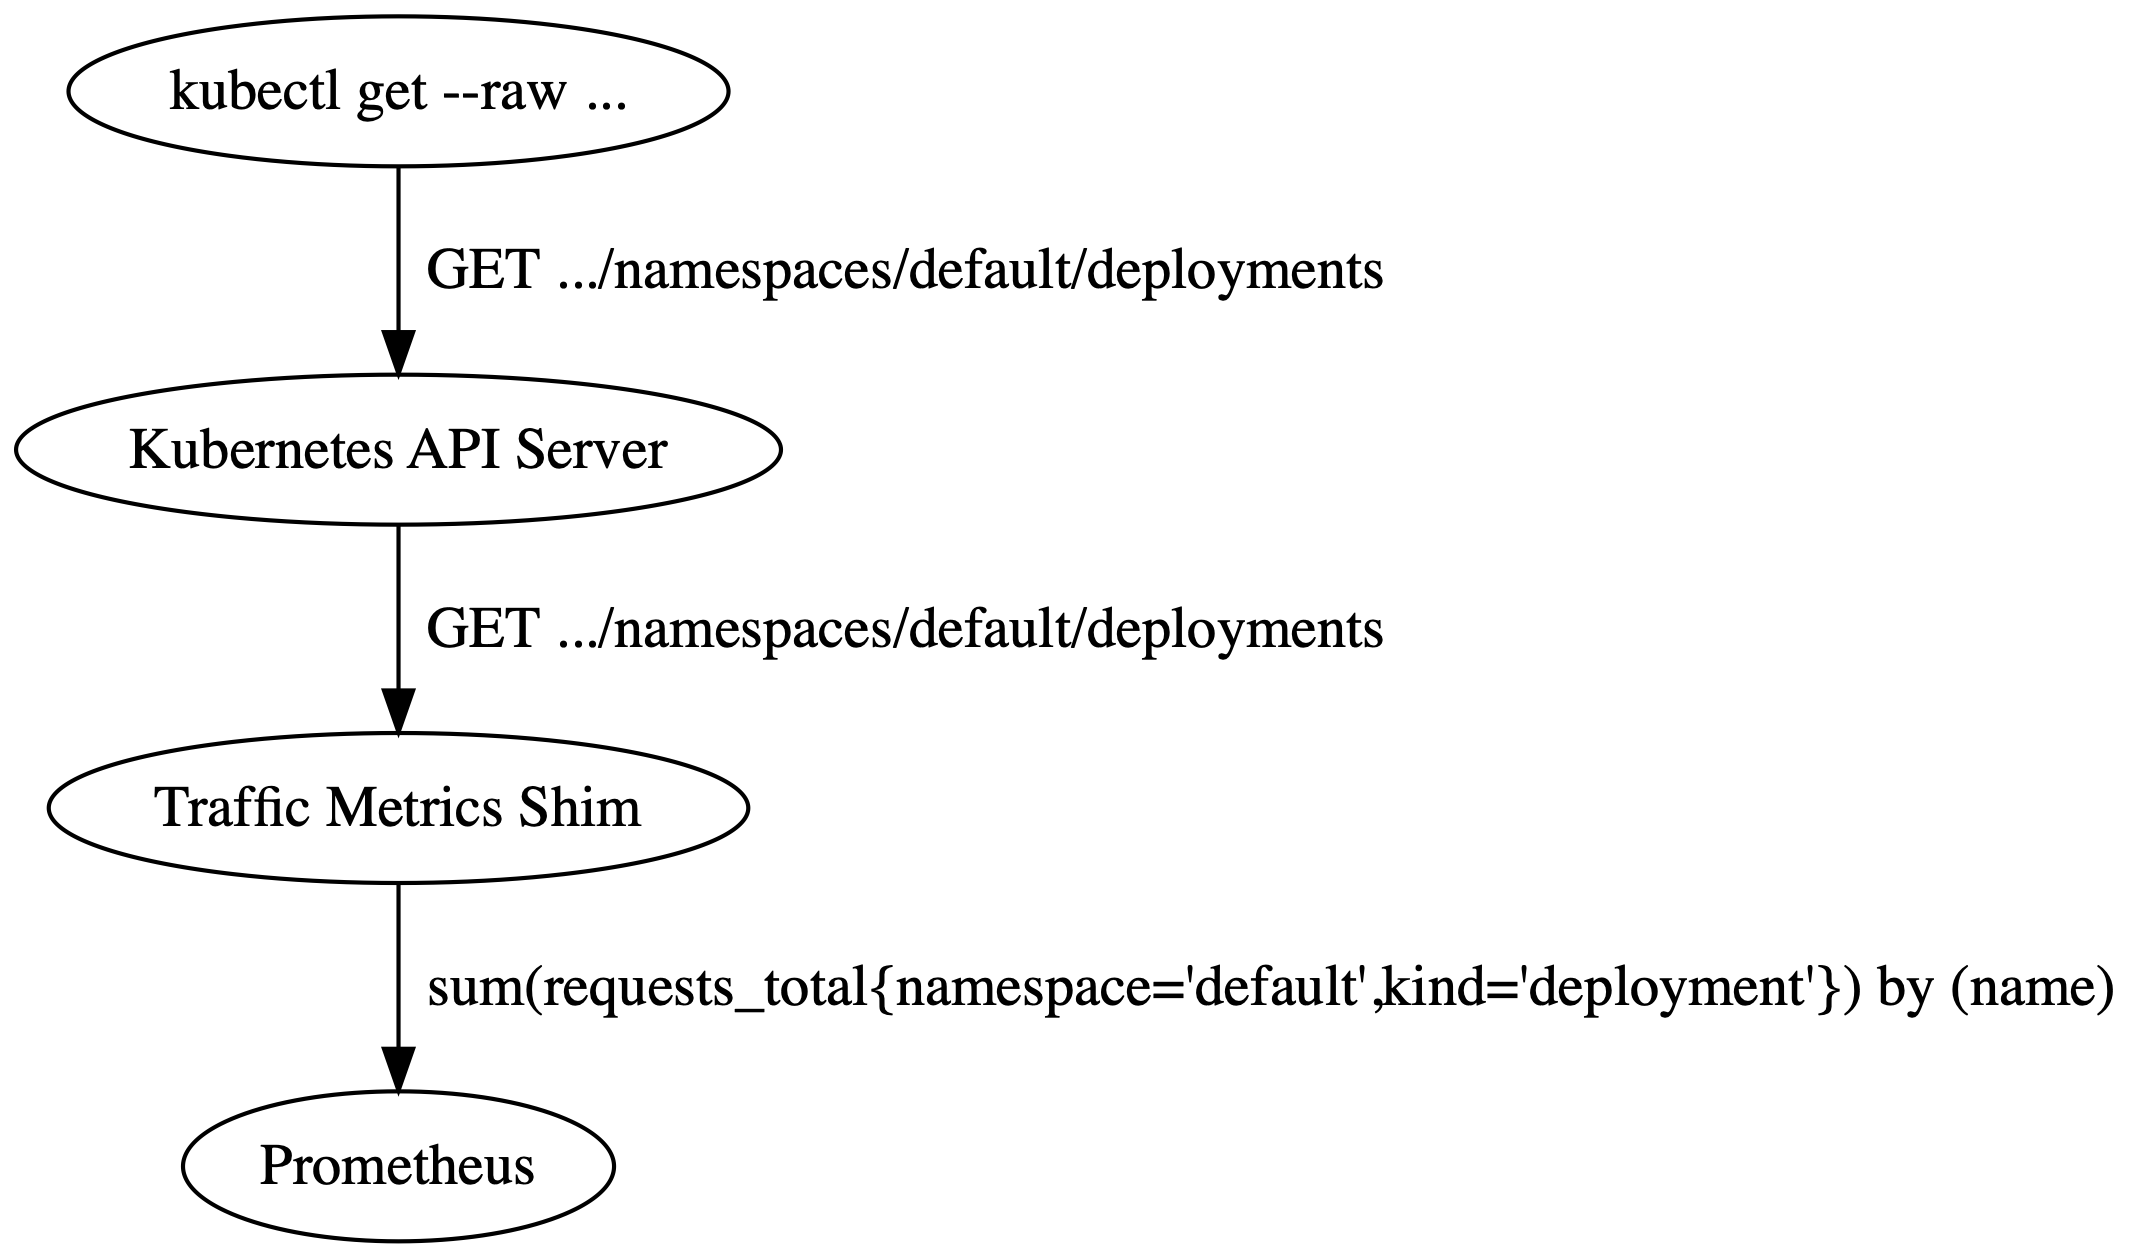 kubectl get --raw ...
GET .../namespaces/default/deployments
Kubernetes API Server
GET .../namespaces/default/deployments
Traffic Metrics Shim
sum(requests_total{namespace='default',kind='deployment'}) by (name)
Prometheus